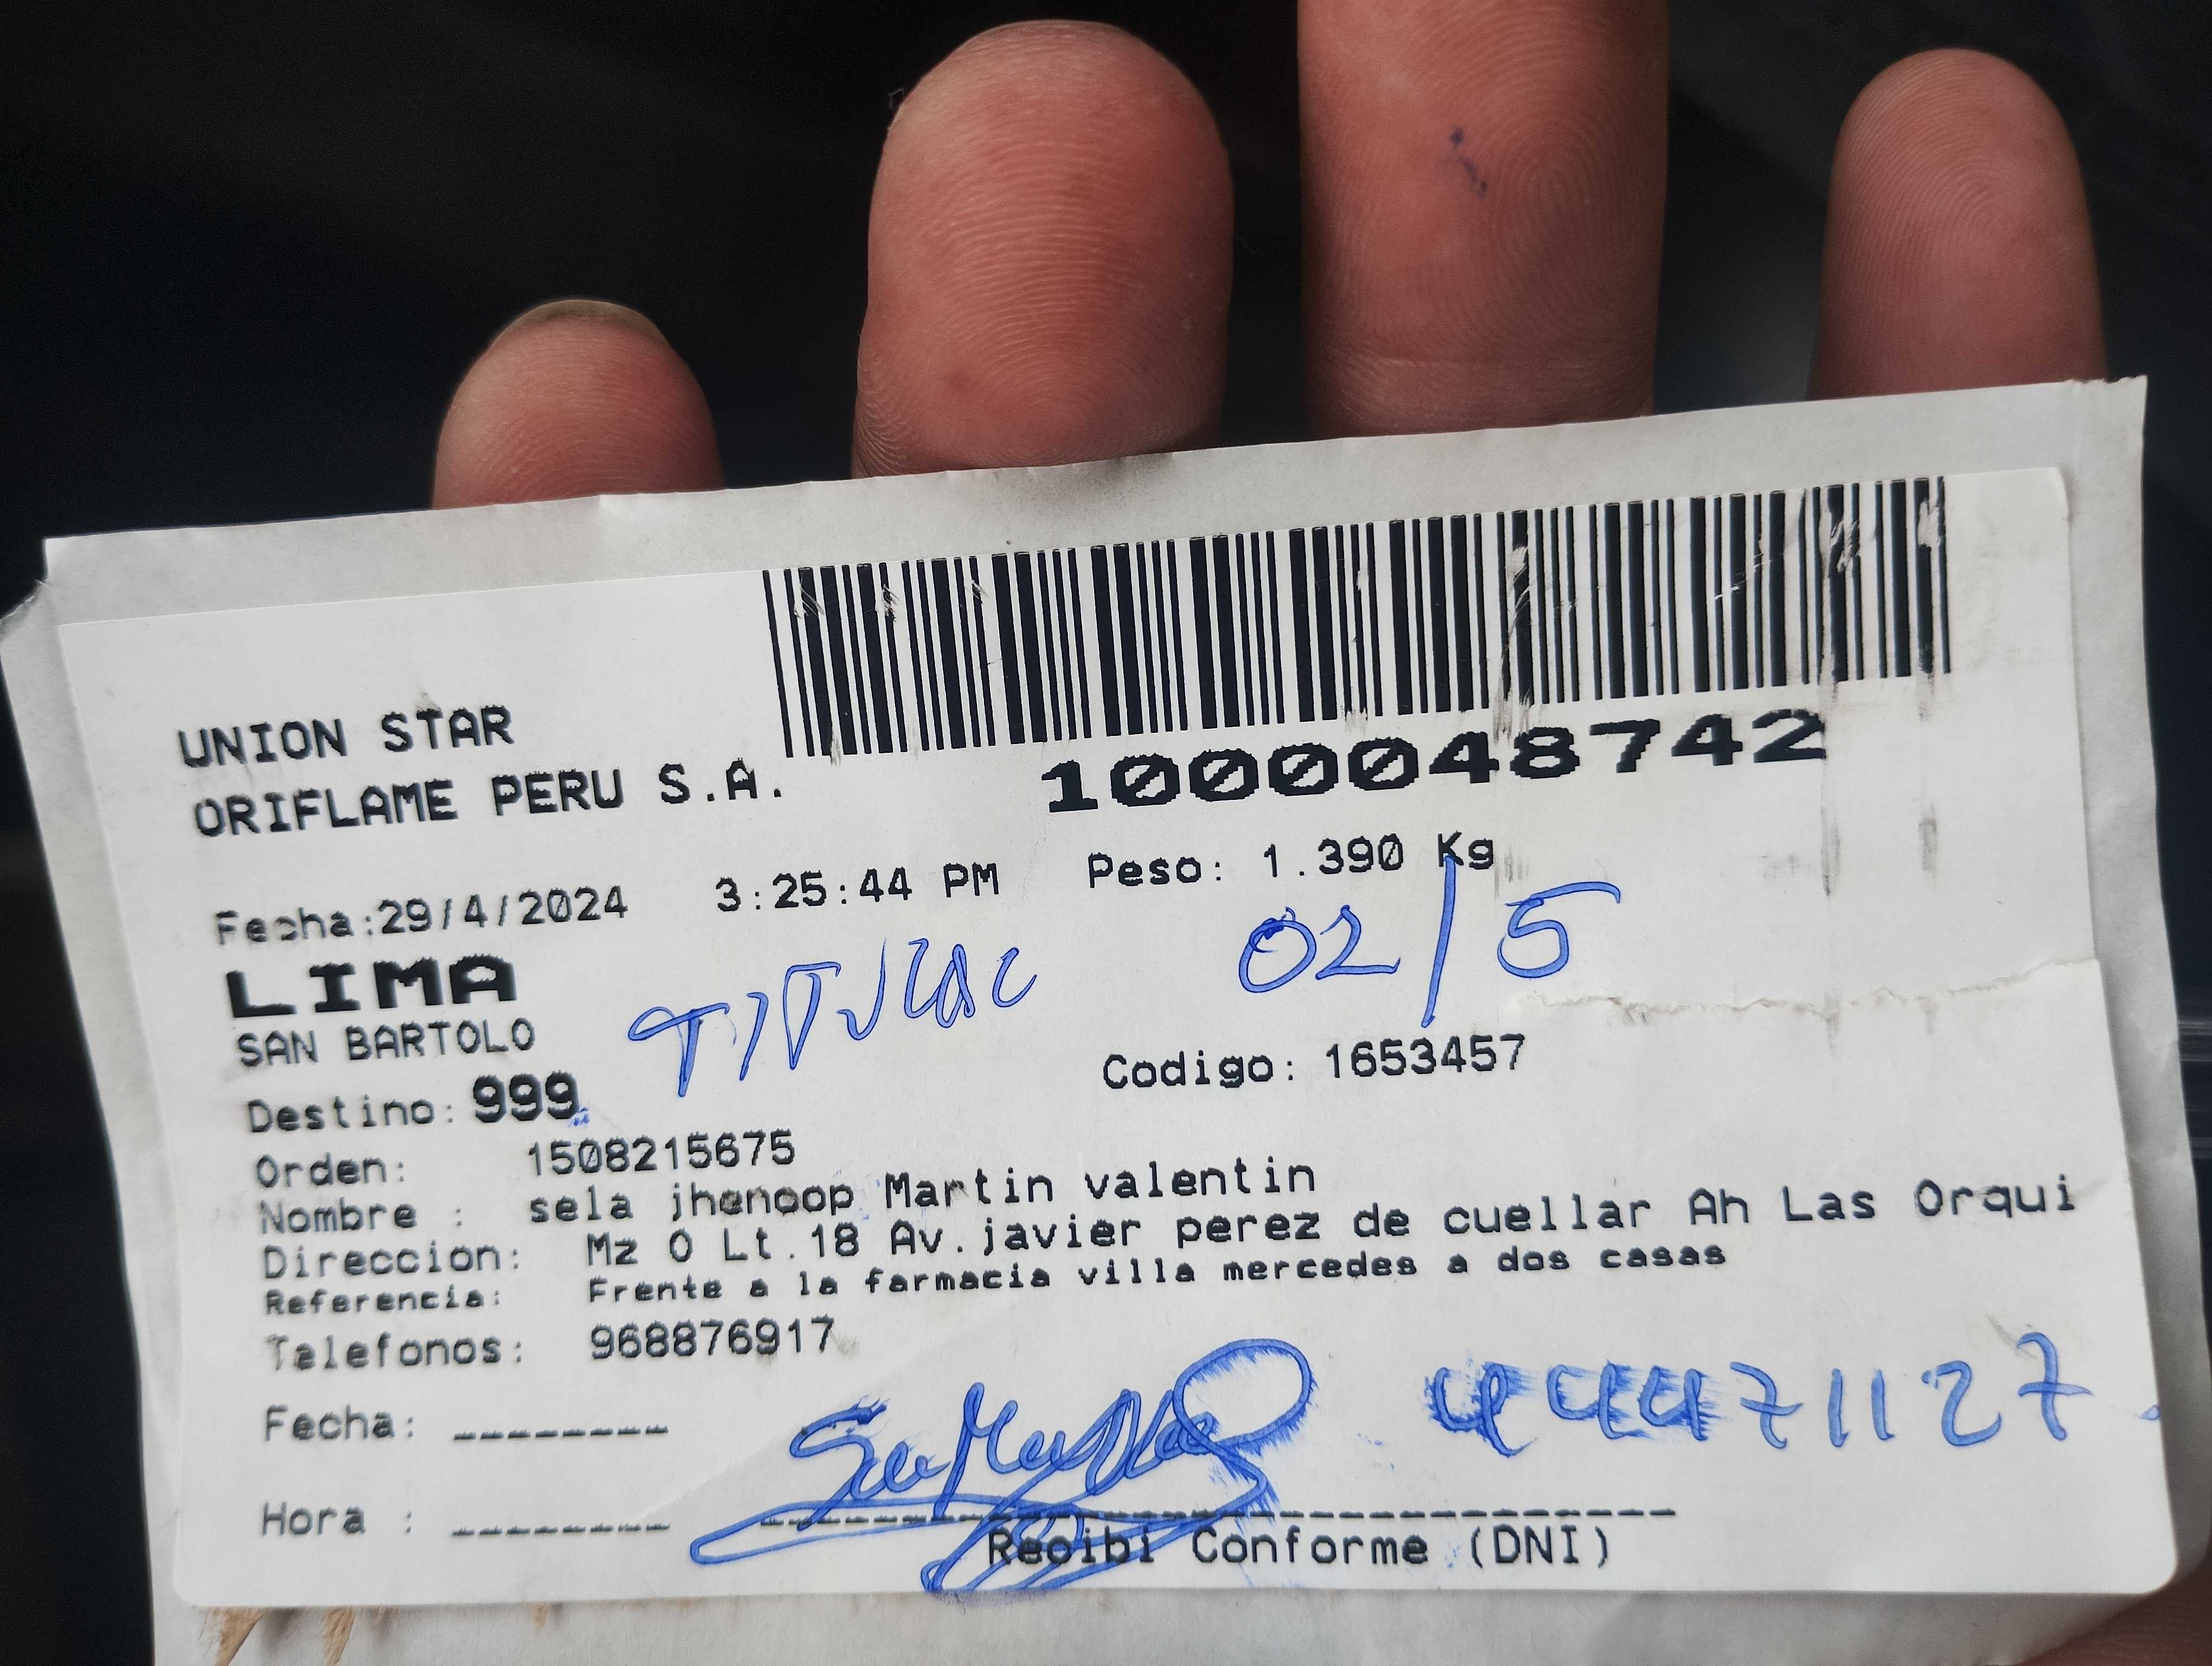 UNION STAR
ORIFLAME PERU S.A.
1000048742
Fecha:29/4/2024 3:25:44 PM Peso: 1.390 Kg
LIMA
TITULAR 02/5
SAN BARTOLO
Destino: 999 Codigo: 1653457
Orden: 1508215675
Nombre : sela jhenoop Martin valentin
Direccion: Mz O Lt.18 Av.javier perez de cuellar Ah Las Orqui
Referencia: Frente a la farmacia villa mercedes a dos casas
Telefonos: 968876917
Fecha: --------
44471127
Hora : --------
Recibi Conforme (DNI)